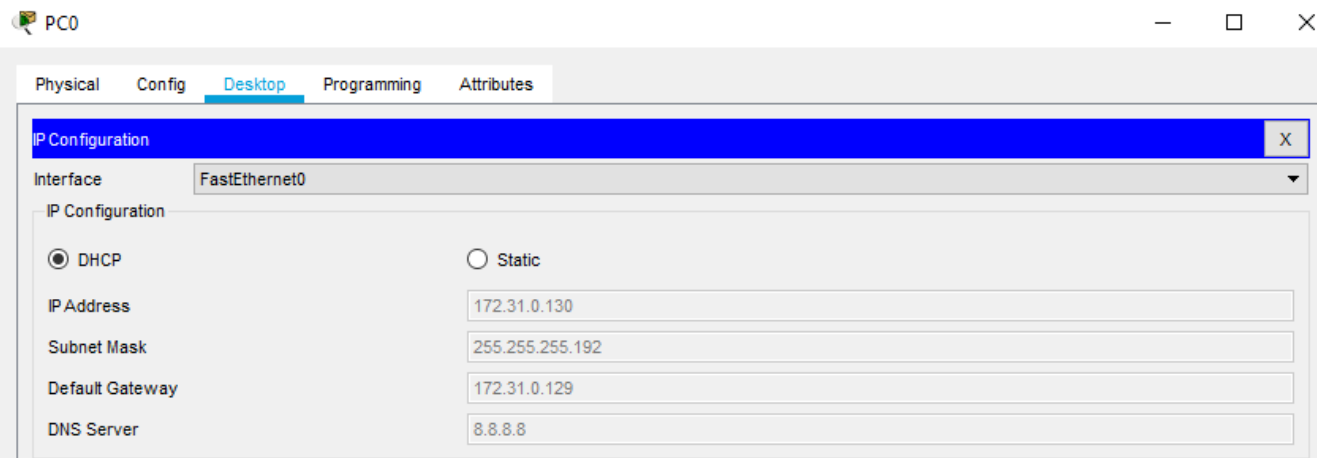 PC0
Physical Config Desktop Programming Attributes
IP Configuration X
Interface FastEthernet0
IP Configuration
DHCP Static
IP Address 172.31.0.130
Subnet Mask 255.255.255.192
Default Gateway 172.31.0.129
DNS Server 8.8.8.8